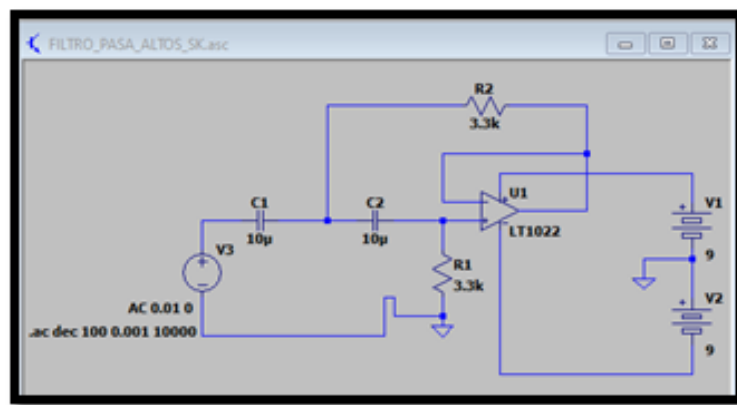 FILTRO_PASA_ALTOS_SK.asc
R2
3.3k
U1
LT1022
V1
9
C1
10µ
C2
10µ
V3
R1
3.3k
V2
9
AC 0.01 0
.ac dec 100 0.001 10000